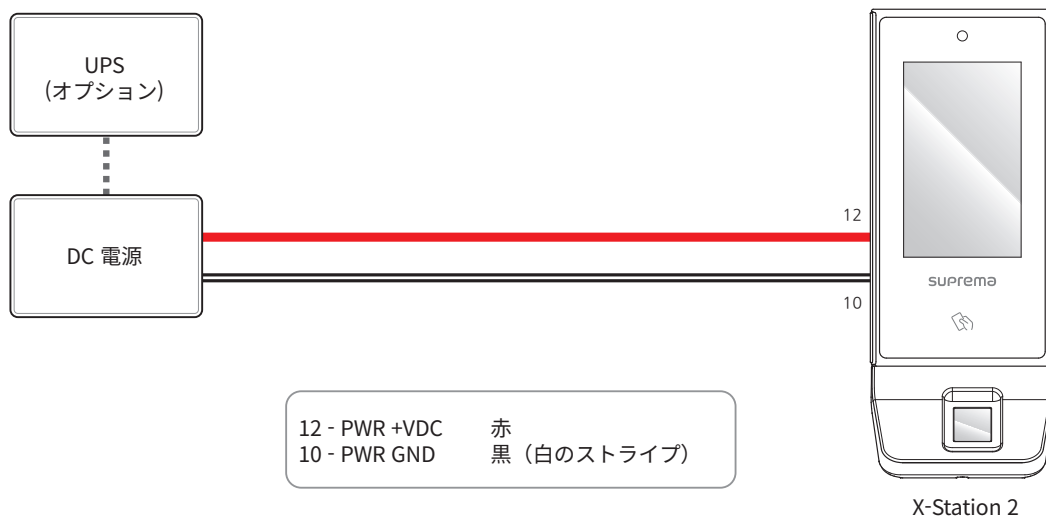 UPS
(オプション)
DC 電源
12
10
suprema
12 - PWR +VDC 赤
10 - PWR GND 黒（白のストライプ）
X-Station 2